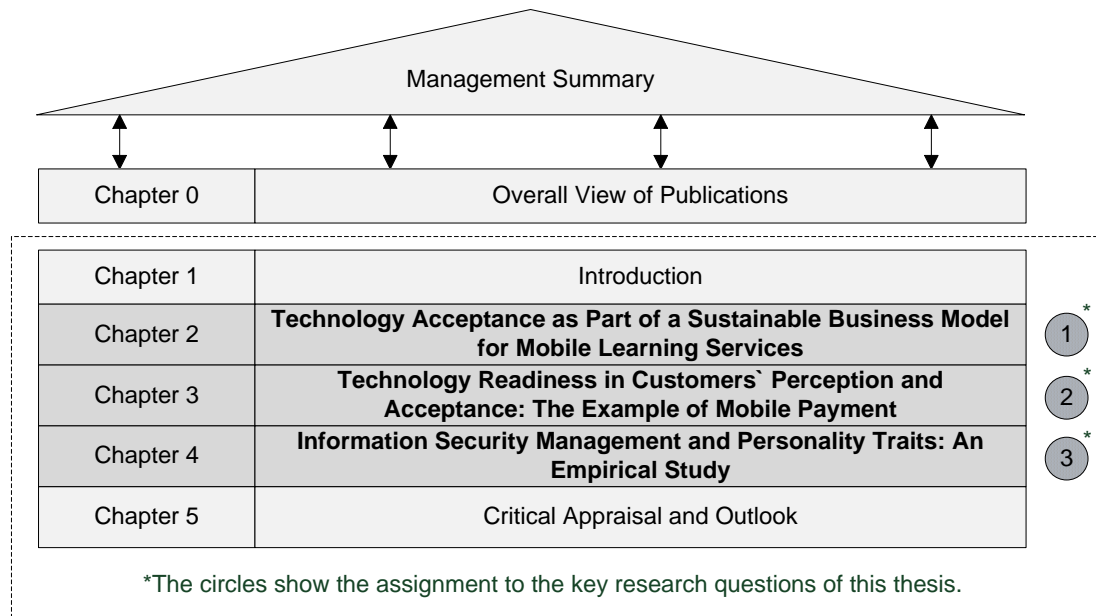 Management Summary
Chapter 0
Overall View of Publications
Chapter 1
Introduction
Chapter 2
Technology Acceptance as Part of a Sustainable Business Model
for Mobile Learning Services
1
*
Chapter 3
Technology Readiness in Customers` Perception and
Acceptance: The Example of Mobile Payment
2
*
Chapter 4
Information Security Management and Personality Traits: An
Empirical Study
3
*
Chapter 5
Critical Appraisal and Outlook
*The circles show the assignment to the key research questions of this thesis.